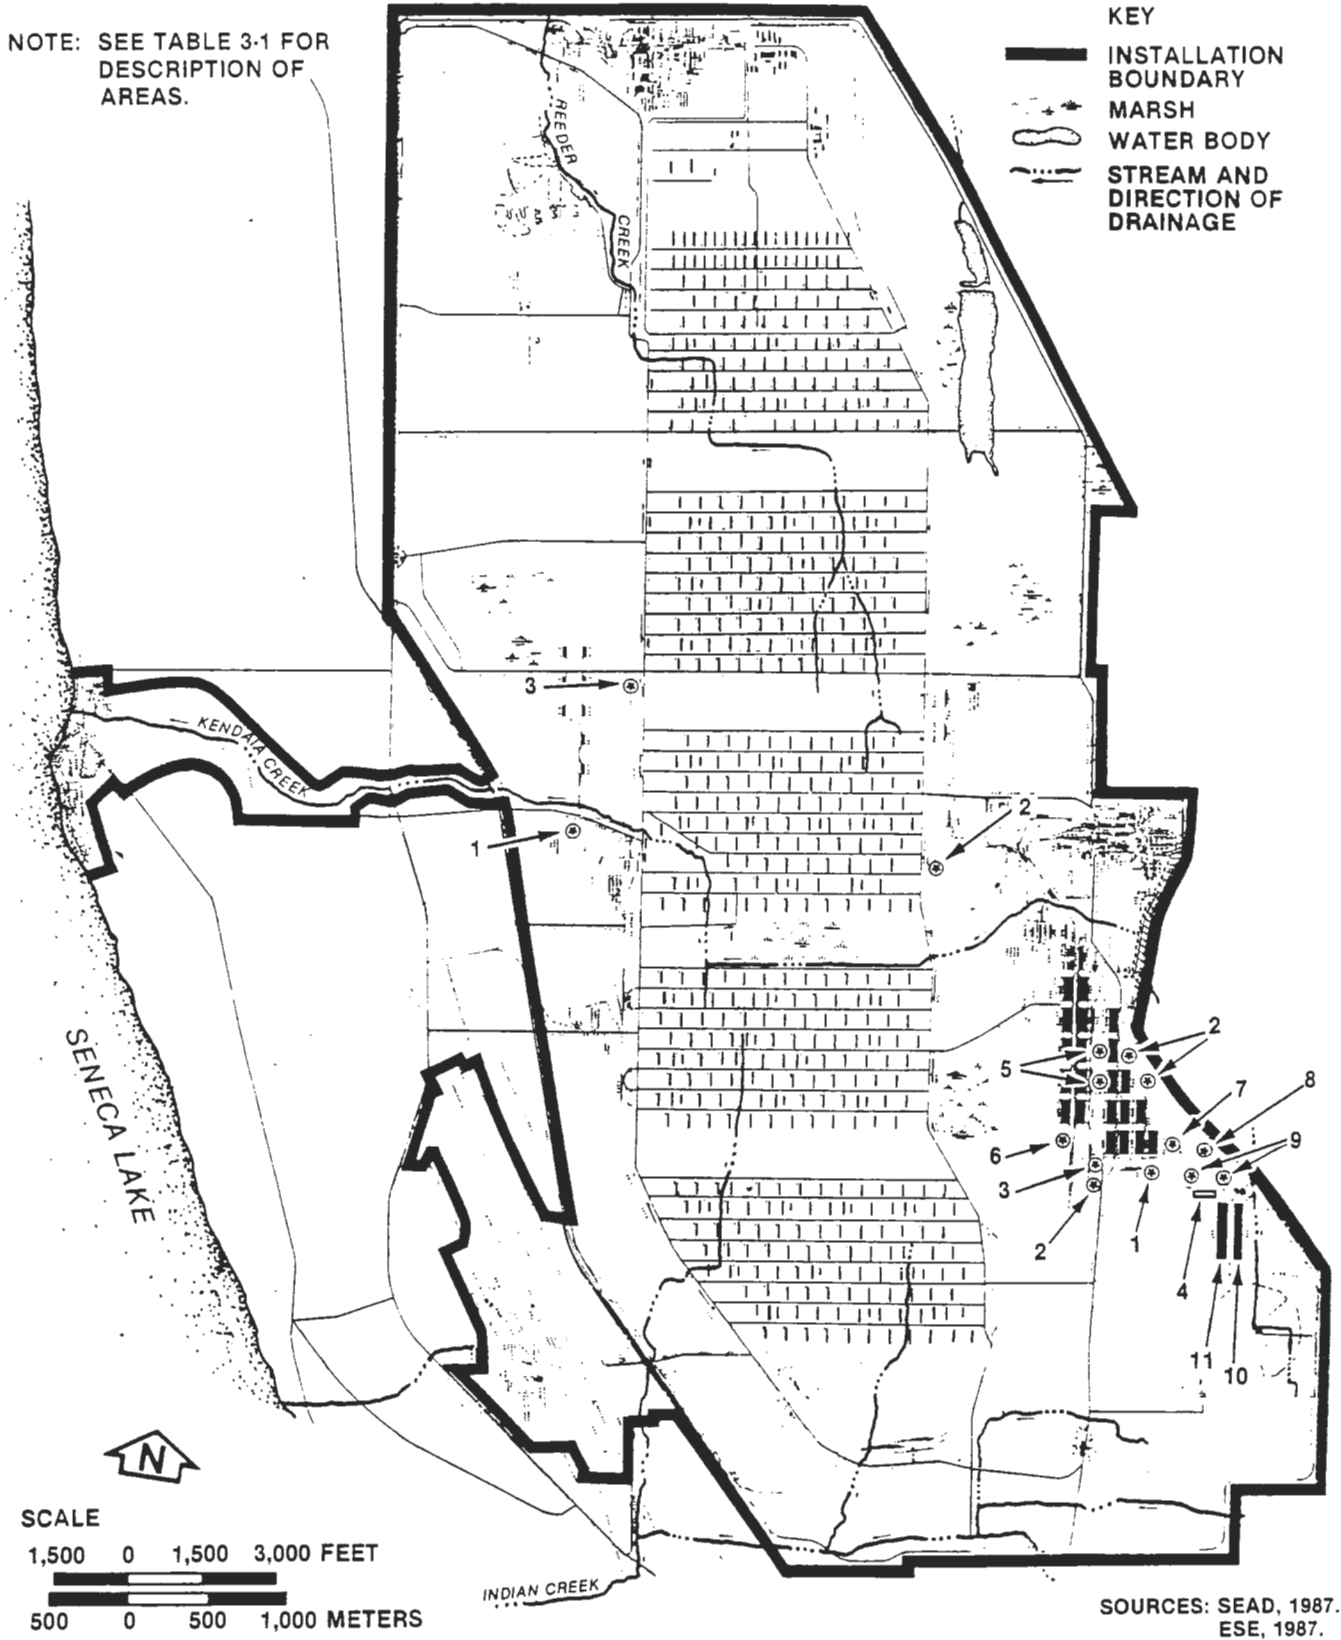 NOTE: SEE TABLE 3-1 FOR
DESCRIPTION OF
AREAS.
KEY
INSTALLATION
BOUNDARY
MARSH
WATER BODY
STREAM AND
DIRECTION OF
DRAINAGE
REEDER
CREEK
3
KENDAIA CREEK
1
2
SENECA LAKE
2
5
7
8
9
6
3
2
1
4
11
10
N
SCALE
1,500 0 1,500 3,000 FEET
500 0 500 1,000 METERS
INDIAN CREEK
SOURCES: SEAD, 1987.
ESE, 1987.